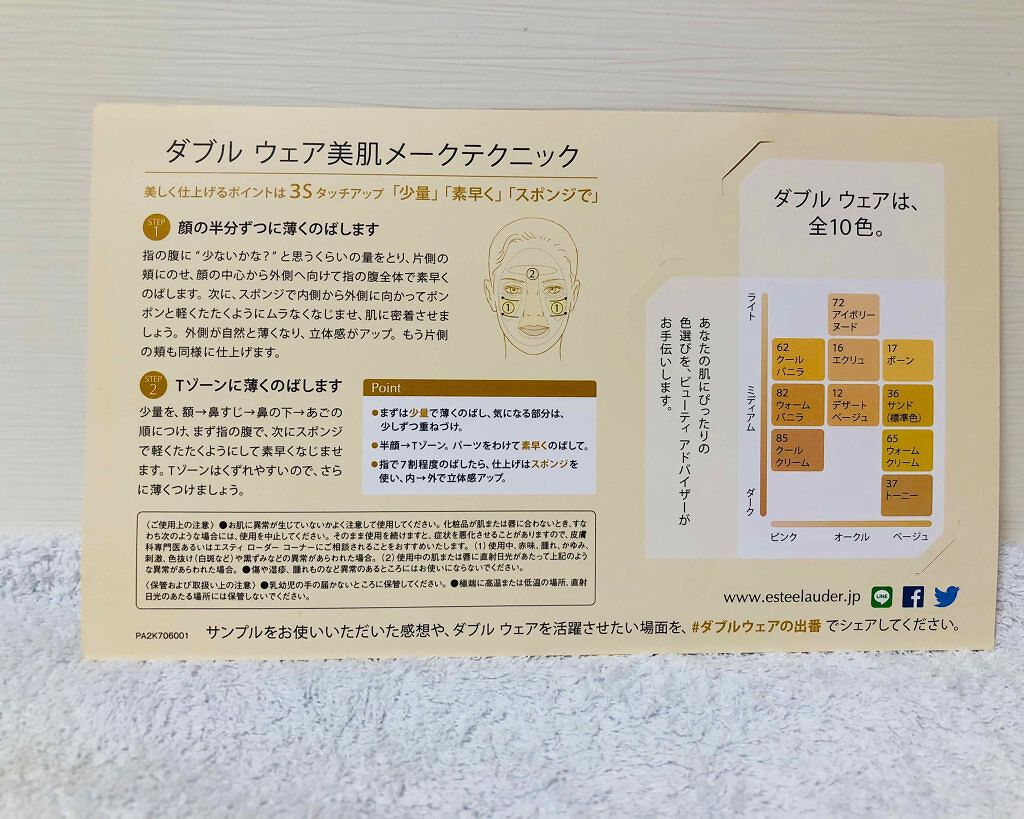 ダブル ウェア美肌メークテクニック
美しく仕上げるポイントは 3S タッチアップ 「少量」「素早く」「スポンジで」
STEP
1
顔の半分ずつに薄くのばします
指の腹に “少ないかな？” と思うくらいの量をとり、片側の
頬にのせ、顔の中心から外側へ向けて指の腹全体で素早く
のばします。次に、スポンジで内側から外側に向かってポン
ポンと軽くたたくようにムラなくなじませ、肌に密着させま
しょう。外側が自然と薄くなり、立体感がアップ。もう片側
の頬も同様に仕上げます。
②
①
①
STEP
2
Tゾーンに薄くのばします
少量を、額→鼻すじ→鼻の下→あごの
順につけ、まず指の腹で、次にスポンジ
で軽くたたくようにして素早くなじませ
ます。Tゾーンはくずれやすいので、さら
に薄くつけましょう。
Point
●まずは少量で薄くのばし、気になる部分は、
少しずつ重ねづけ。
●半顔→Tゾーン。パーツをわけて素早くのばして。
●指で7割程度のばしたら、仕上げはスポンジを
使い、内→外で立体感アップ。
〈ご使用上の注意〉 ●お肌に異常が生じていないかよく注意して使用してください。化粧品が肌または唇に合わないとき、すな
わち次のような場合には、使用を中止してください。そのまま使用を続けますと、症状を悪化させることがありますので、皮膚
科専門医あるいはエスティ ローダー コーナーにご相談されることをおすすめいたします。(1) 使用中、赤味、腫れ、かゆみ、
刺激、色抜け(白斑など)や黒ずみなどの異常があらわれた場合。(2) 使用中の肌または唇に直射日光があたって上記のよう
な異常があらわれた場合。 ●傷や湿疹、腫れものなど異常のあるところにはお使いにならないでください。
〈保管および取扱い上の注意〉 ●乳幼児の手の届かないところに保管してください。 ●極端に高温または低温の場所、直射
日光のあたる場所には保管しないでください。
PA2K706001
サンプルをお使いいただいた感想や、ダブル ウェアを活躍させたい場面を、#ダブルウェアの出番 でシェアしてください。
ダブル ウェアは、
全10色。
あなたの肌にぴったりの
色選びを、ビューティ アドバイザーが
お手伝いします。
ライト
ミディアム
ダーク
72
アイボリー
ヌード
62
クール
バニラ
16
エクリュ
17
ボーン
82
ウォーム
バニラ
12
デザート
ベージュ
36
サンド
(標準色)
85
クール
クリーム
65
ウォーム
クリーム
37
トーニー
ピンク
オークル
ベージュ
www.esteelauder.jp
LINE